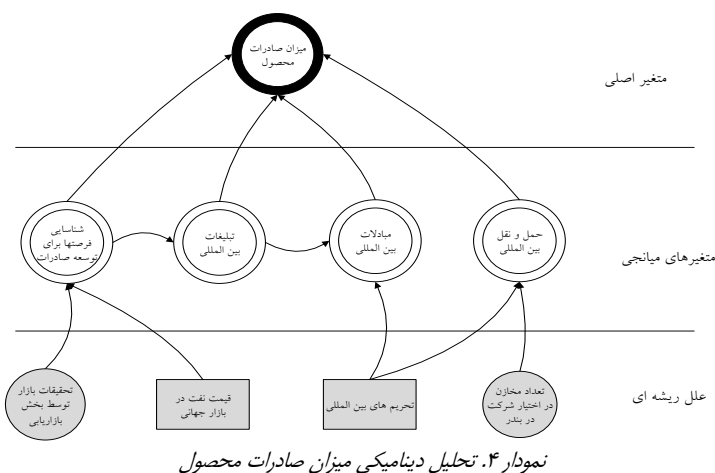 میزان صادرات
محصول
متغیر اصلی
شناسایی
فرصتها برای
توسعه صادرات
تبلیغات
بین المللی
مبادلات
بین المللی
حمل و نقل
بین المللی
متغیرهای میانجی
تحقیقات بازار
توسط بخش
بازاریابی
قیمت نفت در
بازار جهانی
تحریم های بین المللی
تعداد مخازن
در اختیار شرکت
در بندر
علل ریشه ای
نمودار ۴. تحلیل دینامیکی میزان صادرات محصول